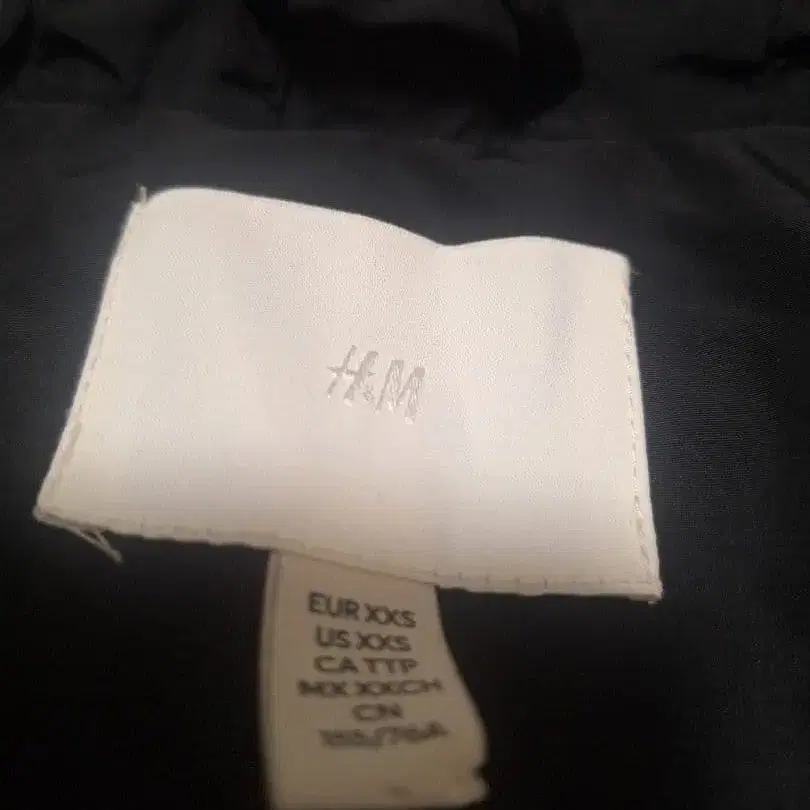 H&M
EUR XXS
US XXS
CA TTP
MX XXCH
CN